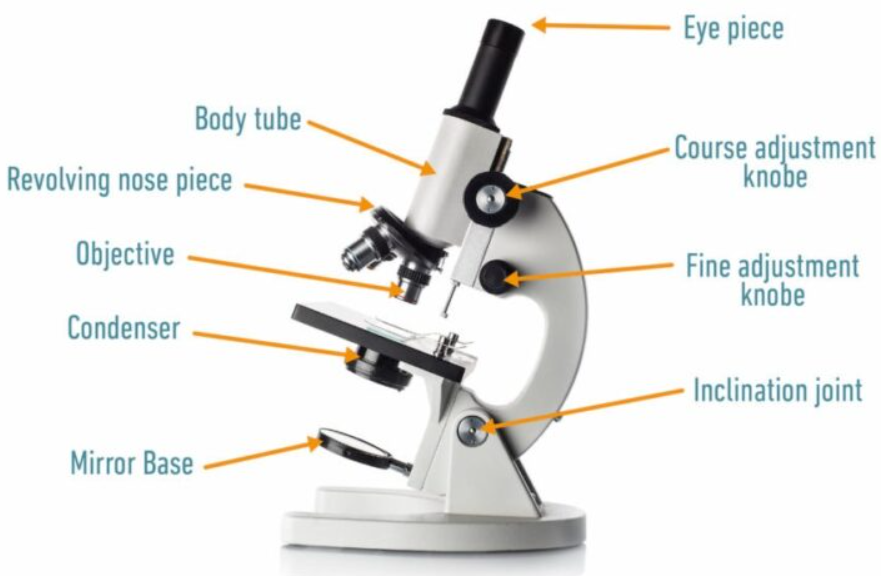 Eye piece
Body tube
Course adjustment
knobe
Revolving nose piece
Objective
Fine adjustment
knobe
Condenser
Inclination joint
Mirror Base